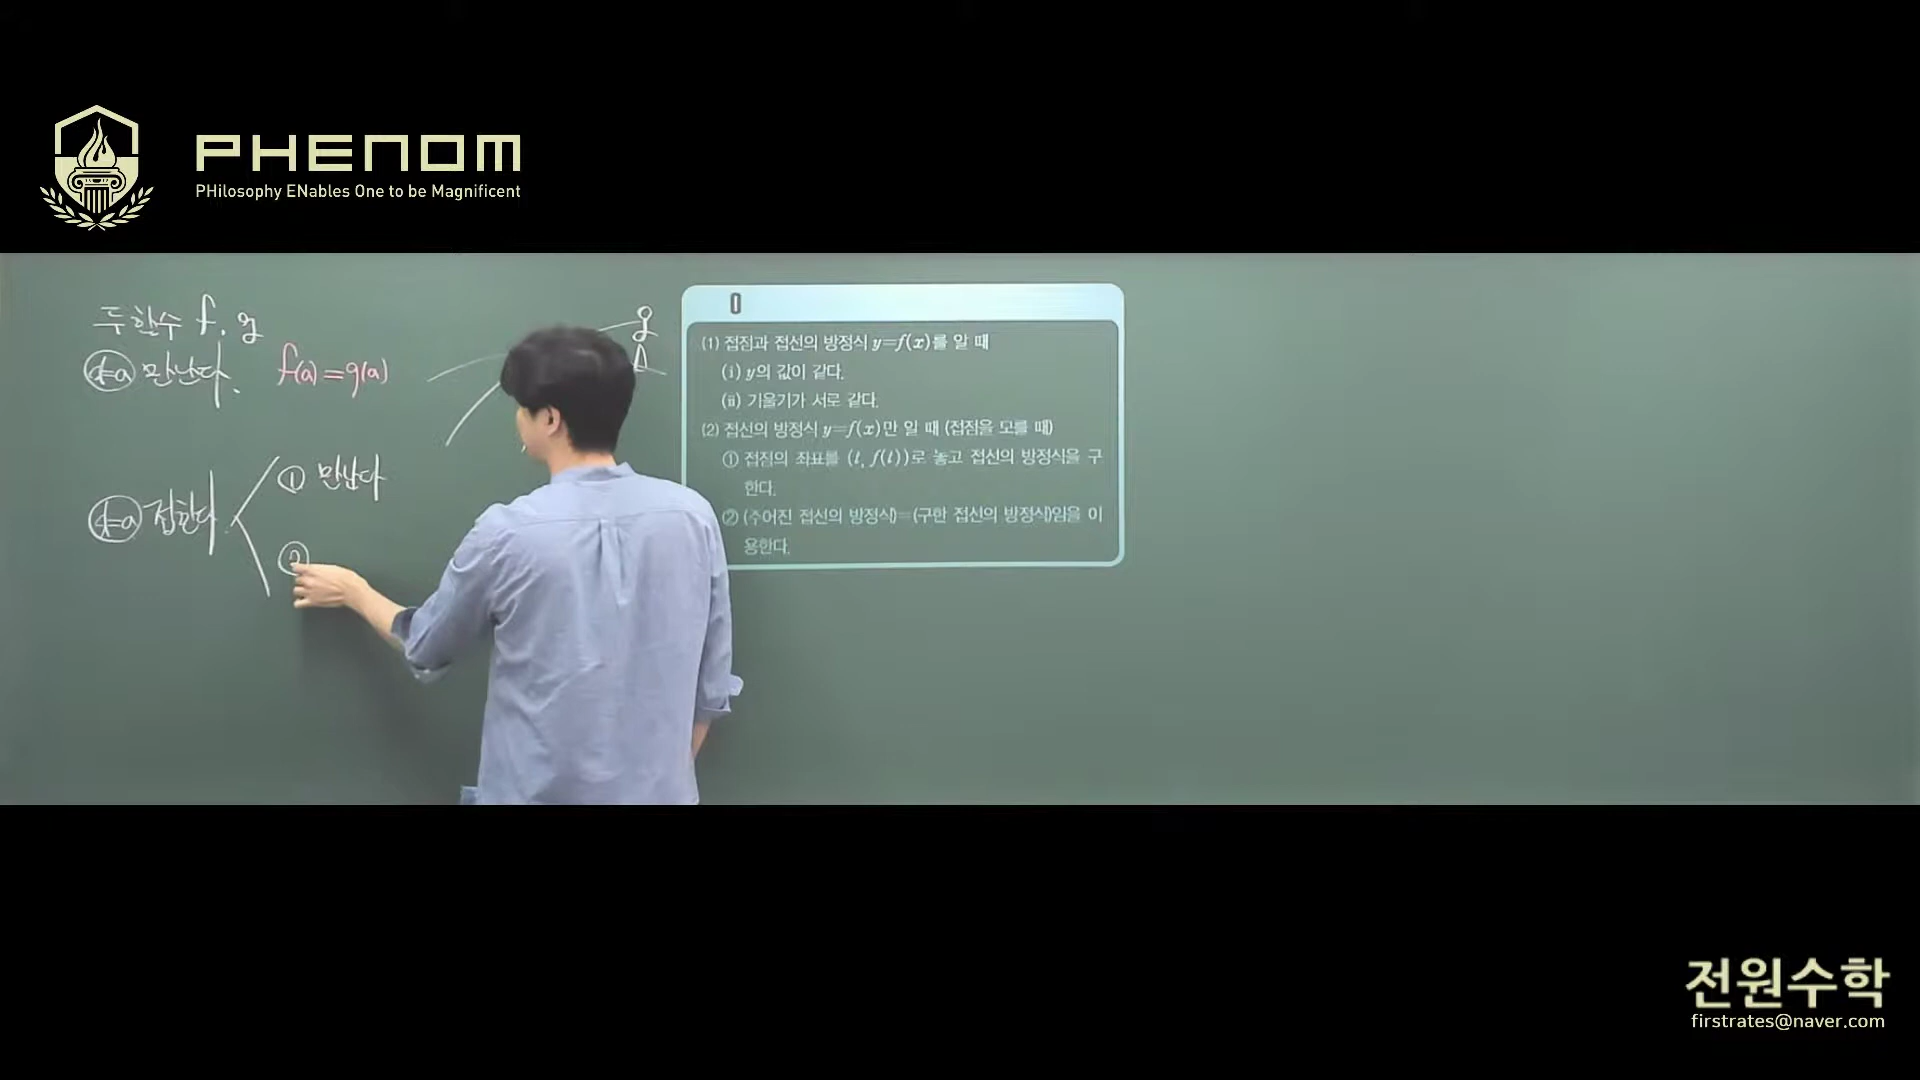 PHENOM
PHilosophy ENables One to be Magnificent
두 함수 f, g
x=a 만난다. f(a)=g(a)
x=a 접한다
① 만난다
②
g
(1) 접점과 접선의 방정식 y=f(x)를 알 때
(i) y의 값이 같다.
(ii) 기울기가 서로 같다.
(2) 접선의 방정식 y=f(x)만 알 때 (접점을 모를 때)
① 접점의 좌표를 (t, f(t))로 놓고 접선의 방정식을 구
한다.
② (주어진 접선의 방정식)=(구한 접선의 방정식)임을 이
용한다.
전원수학
firstrates@naver.com